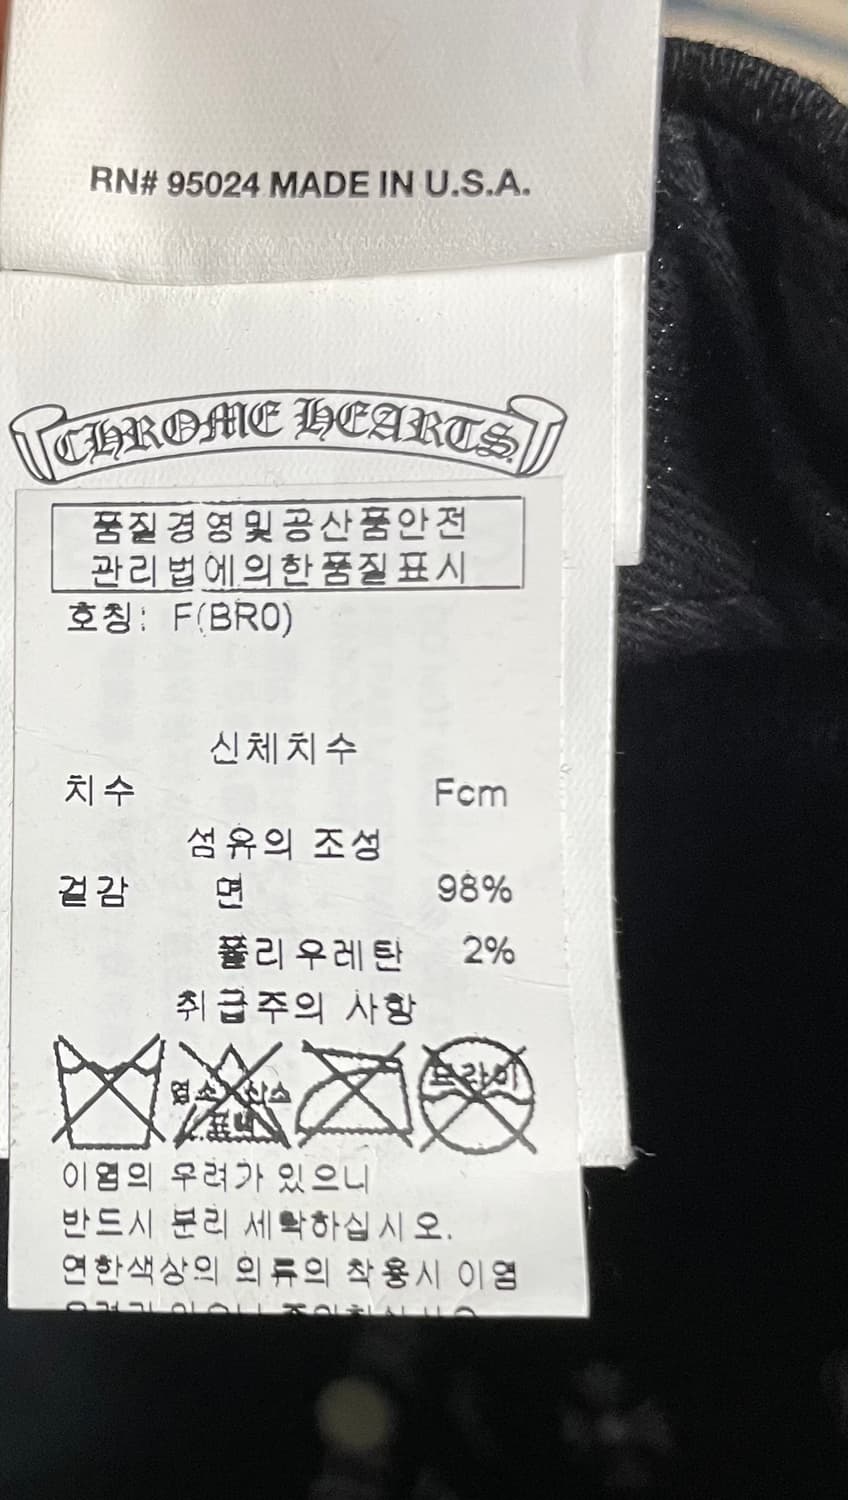 RN# 95024 MADE IN U.S.A.
CHROME HEARTS
품질경영및공산품안전
관리법에의한품질표시
호칭: F(BR0)
신체치수
치수 Fcm
섬유의 조성
겉감 면 98%
폴리우레탄 2%
취급주의 사항
염소 산소
표백
드라이
이염의 우려가 있으니
반드시 분리 세탁하십시오.
연한색상의 의류의 착용시 이염